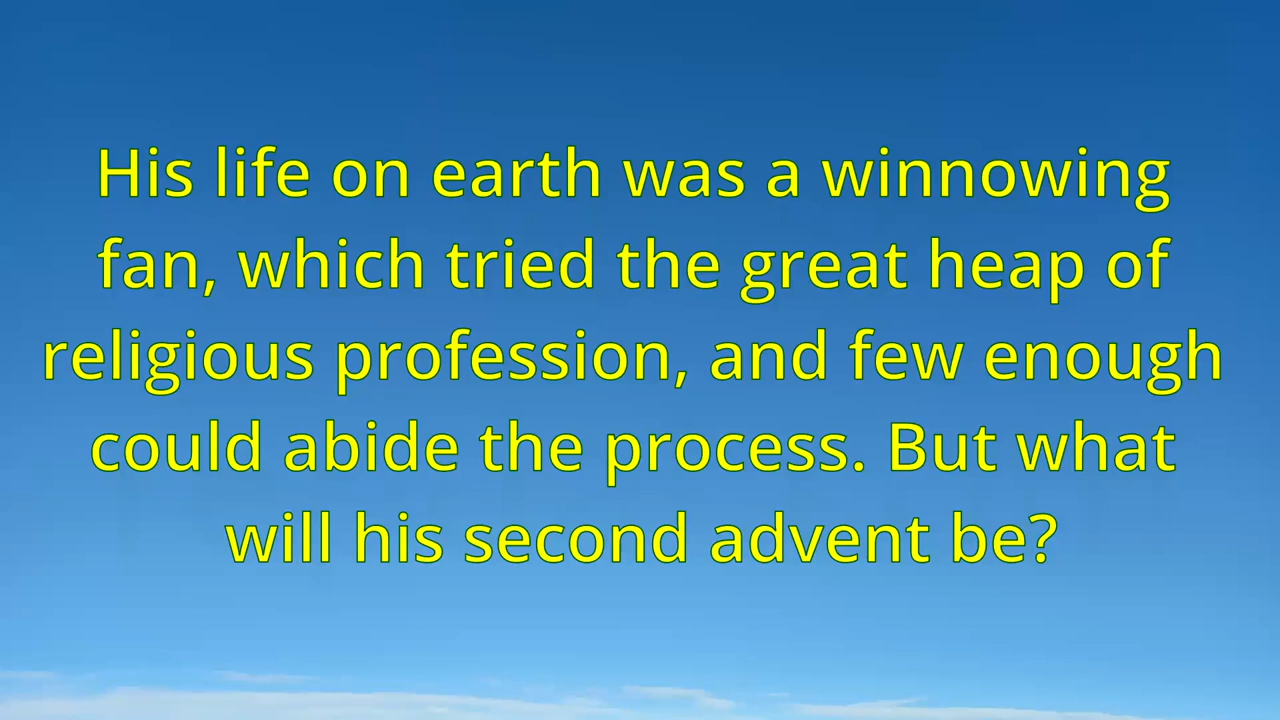 His life on earth was a winnowing
fan, which tried the great heap of
religious profession, and few enough
could abide the process. But what
will his second advent be?